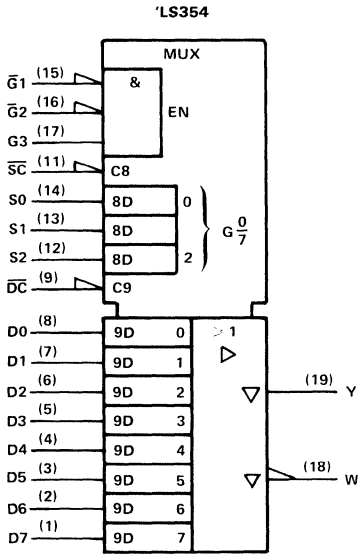 'LS354
MUX
G̅1 (15) &
G̅2 (16) EN
G3 (17)
S̅C̅ (11) C8
S0 (14) 8D 0
S1 (13) 8D G 0/7
S2 (12) 8D 2
D̅C̅ (9) C9
D0 (8) 9D 0 >1
D1 (7) 9D 1
D2 (6) 9D 2 (19) Y
D3 (5) 9D 3
D4 (4) 9D 4
D5 (3) 9D 5 (18) W
D6 (2) 9D 6
D7 (1) 9D 7